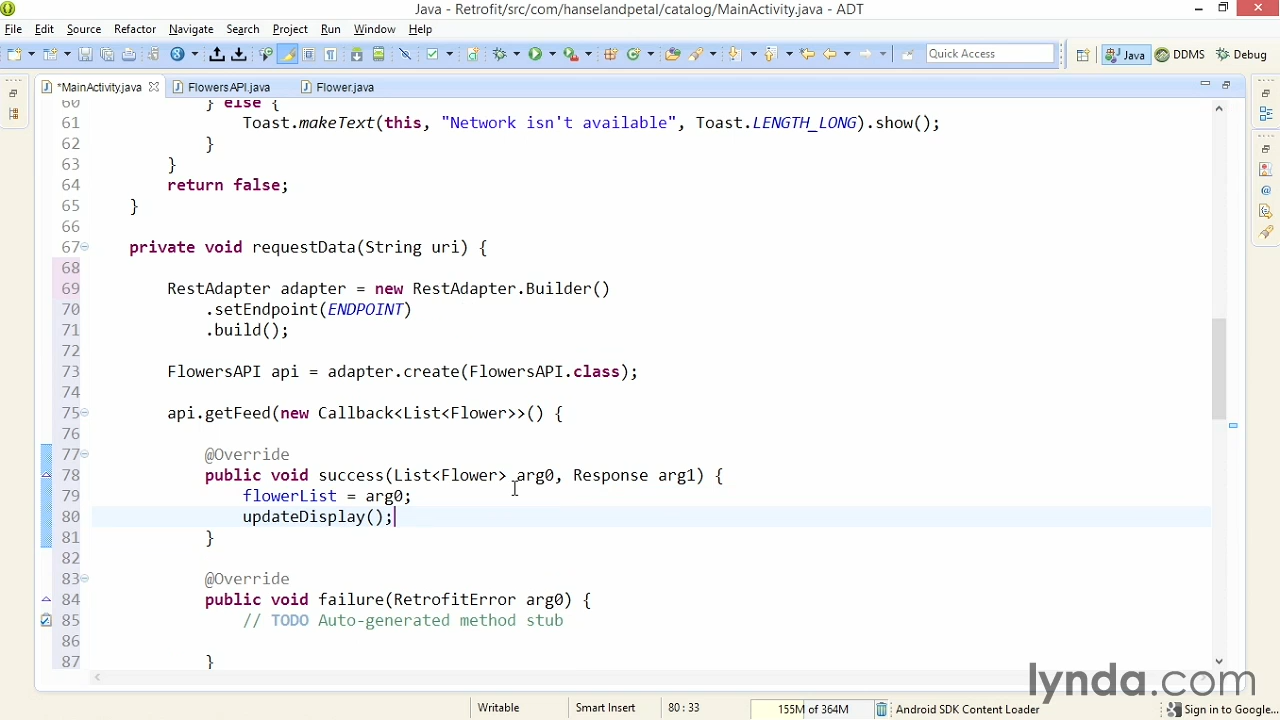 Java - Retrofit/src/com/hanselandpetal/catalog/MainActivity.java - ADT
File Edit Source Refactor Navigate Search Project Run Window Help
Quick Access Java DDMS Debug
*MainActivity.java FlowersAPI.java Flower.java
60 } else {
61 Toast.makeText(this, "Network isn't available", Toast.LENGTH_LONG).show();
62 }
63 }
64 return false;
65 }
66
67 private void requestData(String uri) {
68
69 RestAdapter adapter = new RestAdapter.Builder()
70 .setEndpoint(ENDPOINT)
71 .build();
72
73 FlowersAPI api = adapter.create(FlowersAPI.class);
74
75 api.getFeed(new Callback<List<Flower>>() {
76
77 @Override
78 public void success(List<Flower> arg0, Response arg1) {
79 flowerList = arg0;
80 updateDisplay();
81 }
82
83 @Override
84 public void failure(RetrofitError arg0) {
85 // TODO Auto-generated method stub
86
87 }
lynda.com
Writable Smart Insert 80 : 33 155M of 364M Android SDK Content Loader Sign in to Google...